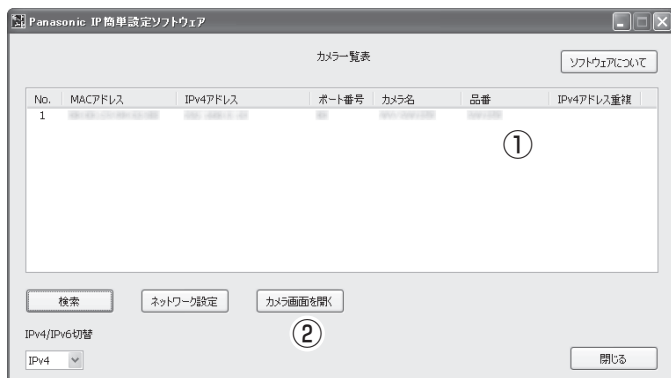 Panasonic IP簡単設定ソフトウェア
カメラ一覧表
ソフトウェアについて
No. MACアドレス IPv4アドレス ポート番号 カメラ名 品番 IPv4アドレス重複
1
①
検索 ネットワーク設定 カメラ画面を開く
②
IPv4/IPv6切替
IPv4 閉じる